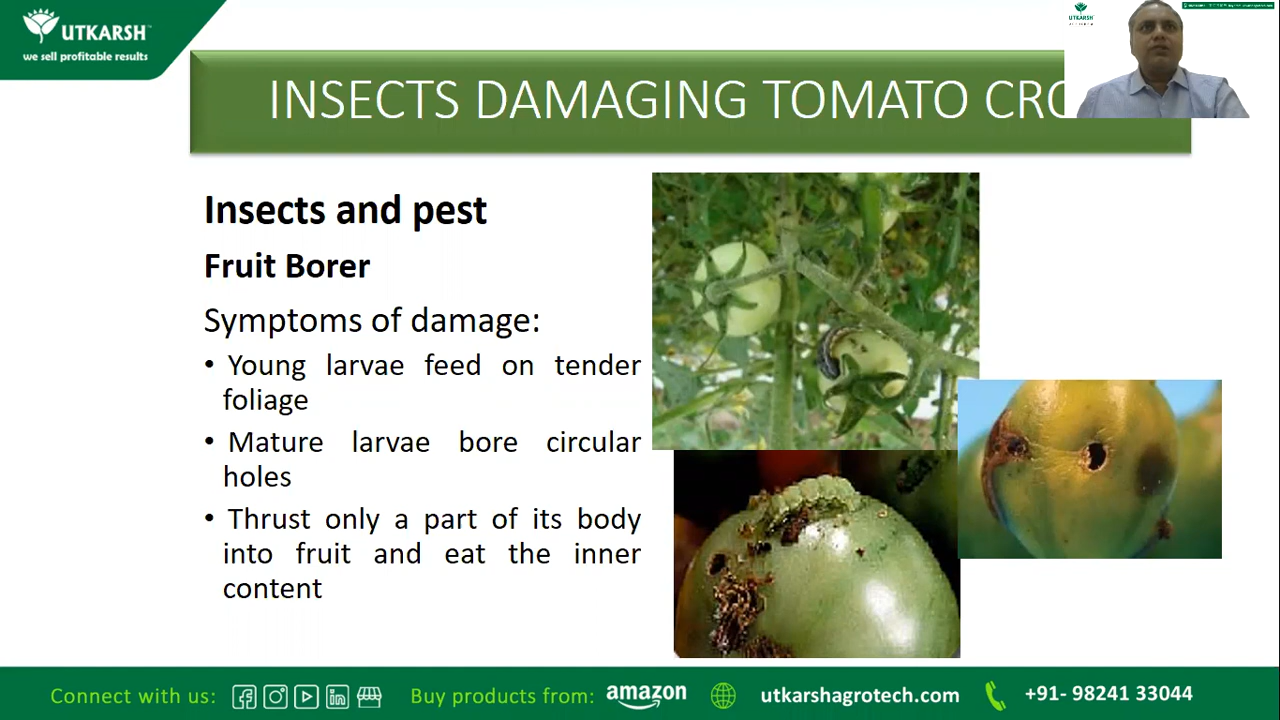 UTKARSH
we sell profitable results
UTKARSH
INSECTS DAMAGING TOMATO CRO
Insects and pest
Fruit Borer
Symptoms of damage:
• Young larvae feed on tender
foliage
• Mature larvae bore circular
holes
• Thrust only a part of its body
into fruit and eat the inner
content
Connect with us:
Buy products from: amazon
utkarshagrotech.com
+91- 98241 33044